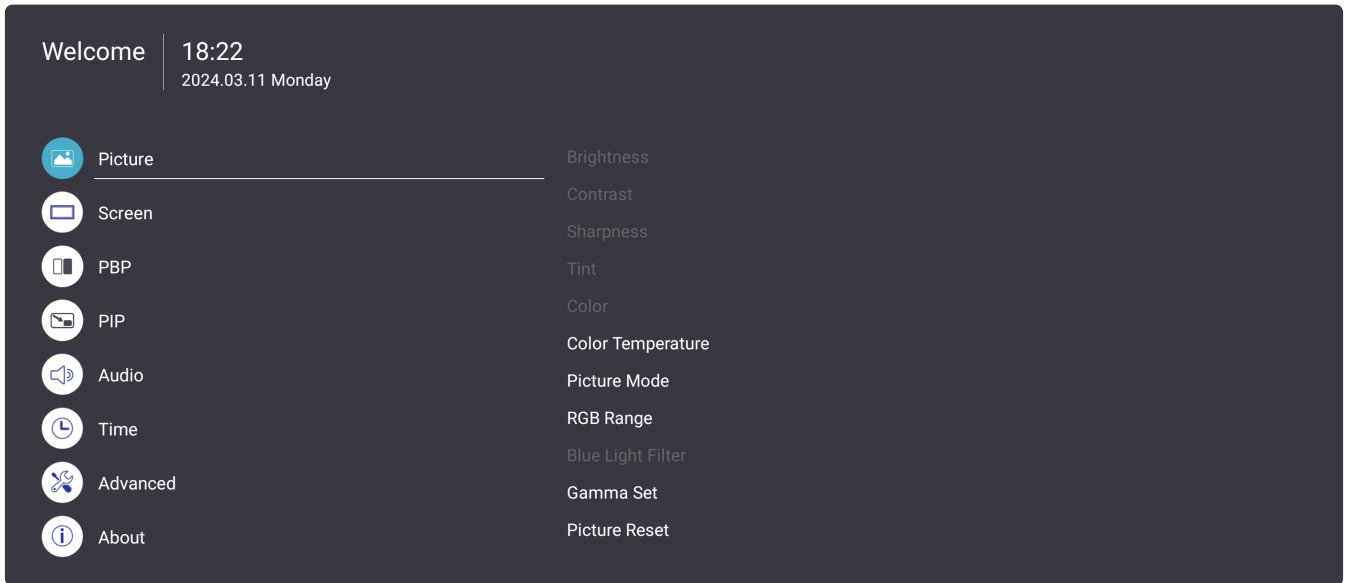 Welcome
18:22
2024.03.11 Monday
Picture
Screen
PBP
PIP
Audio
Time
Advanced
About
Brightness
Contrast
Sharpness
Tint
Color
Color Temperature
Picture Mode
RGB Range
Blue Light Filter
Gamma Set
Picture Reset